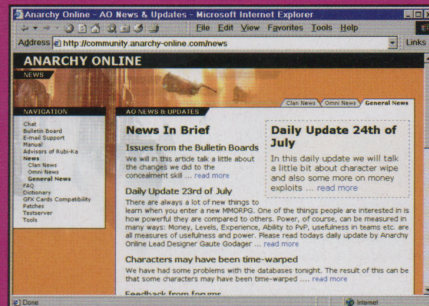 Anarchy Online - AO News & Updates - Microsoft Internet Explorer
File Edit View Favorites Tools Help
Address http://community.anarchy-online.com/news Links
ANARCHY ONLINE
NEWS
Clan News Omni News General News
NAVIGATION
Chat
Bulletin Board
E-mail Support
Manual
Advisors of Rubi-Ka
News
Clan News
Omni News
General News
FAQ
Dictionary
GFX Cards Compatibility
Patches
Testserver
Tools
AO NEWS & UPDATES
News In Brief
Issues from the Bulletin Boards
We will in this article talk a little about
the changes we did to the
concealment skill ... read more
Daily Update 24th of
July
In this daily update we will talk
a little bit about character wipe
and also some more on money
exploits ... read more
Daily Update 23rd of July
There are always a lot of new things to
learn when you enter a new MMORPG. One of the things people are interested in is
how powerful they are compared to others. Power, of course, can be measured in
many ways: Money, Levels, Experience, Ability to PvP, usefulness in teams etc. are
all measures of usefulness and power. Please read todays daily update by Anarchy
Online Lead Designer Gaute Godager ... read more
Characters may have been time-warped
We have had some problems with the databases tonight. The result of this can be
that some characters may have been time-warped ... read more
Feedback from forums
Done Internet